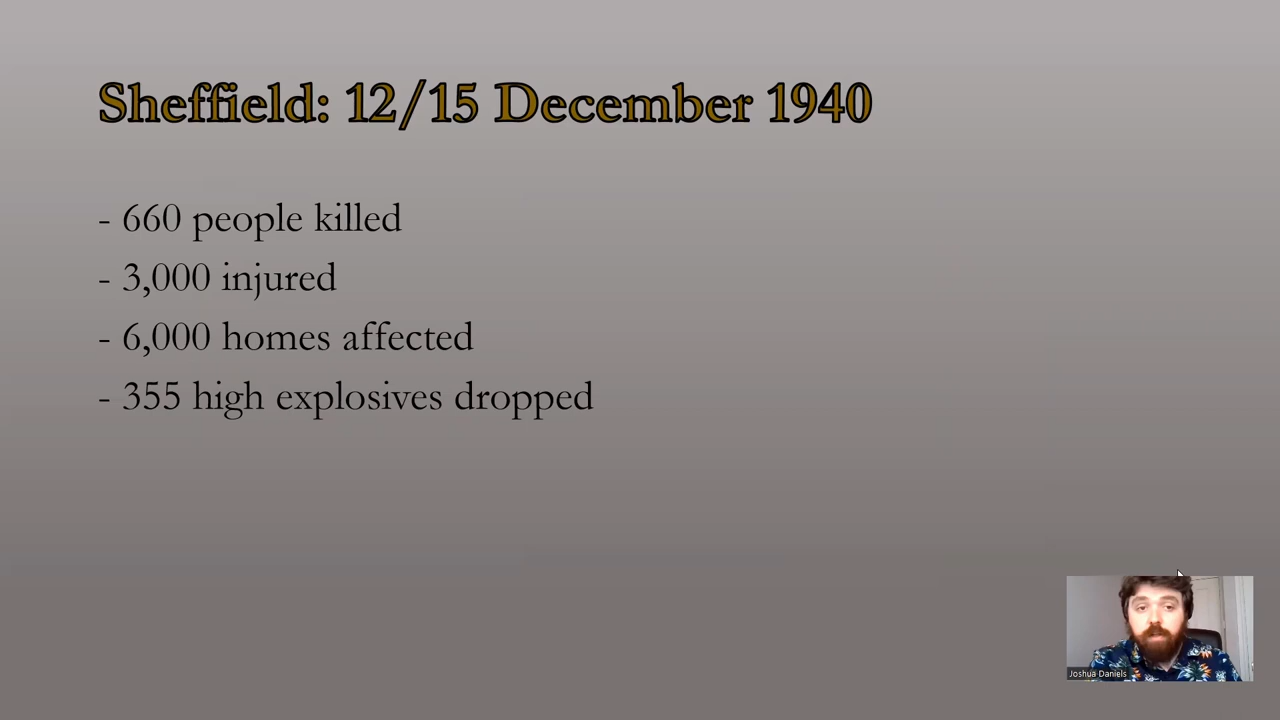 Sheffield: 12/15 December 1940
- 660 people killed
- 3,000 injured
- 6,000 homes affected
- 355 high explosives dropped
Joshua Daniels